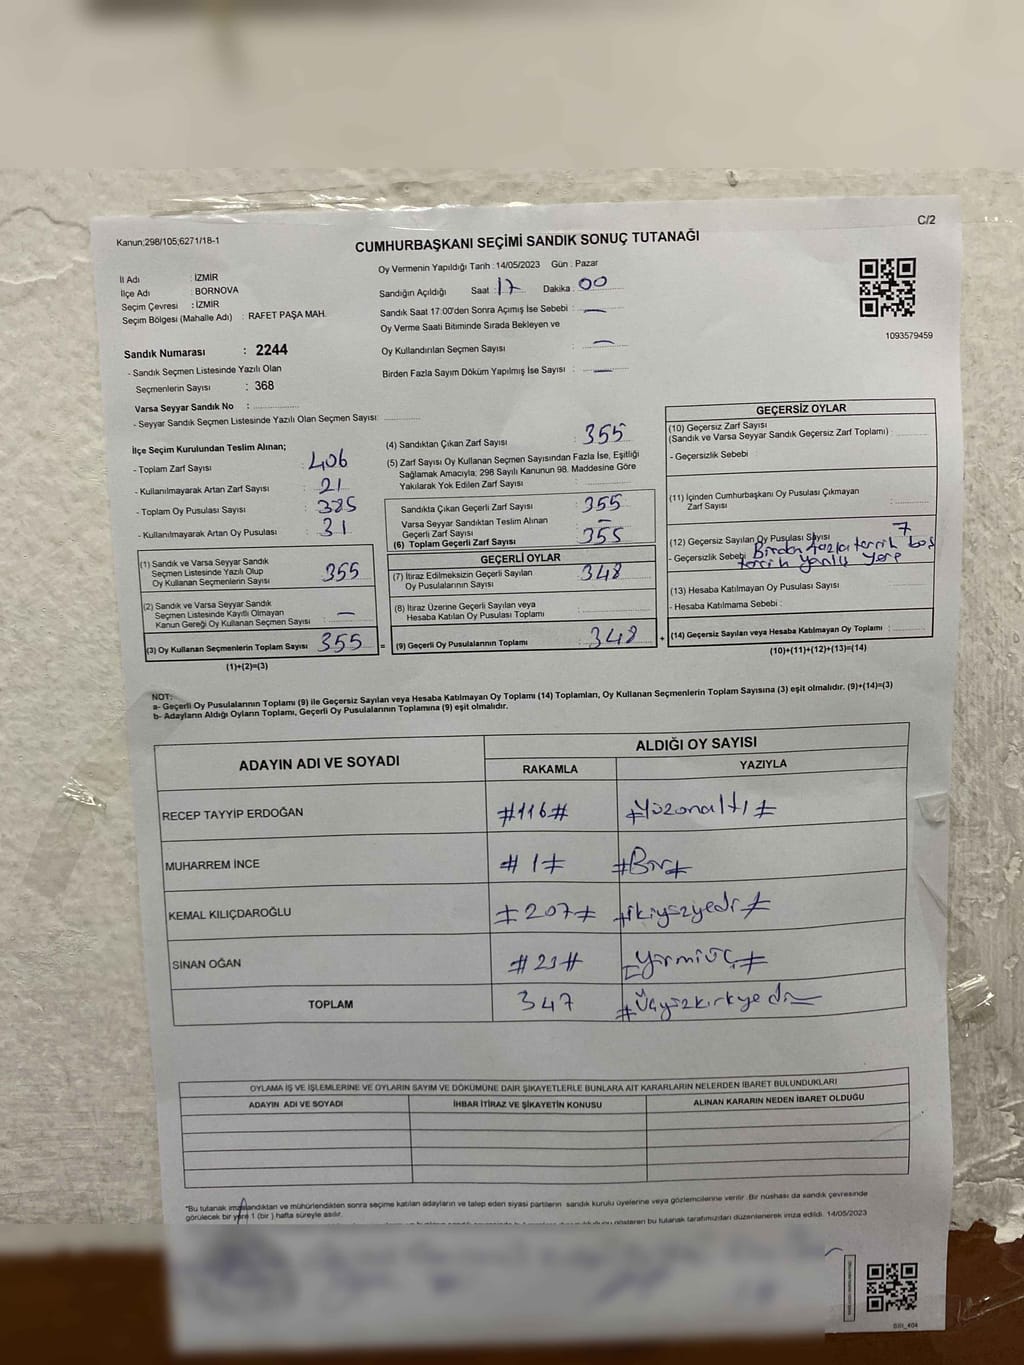 C/2
Kanun;298/105;6271/18-1
CUMHURBAŞKANI SEÇİMİ SANDIK SONUÇ TUTANAĞI
İl Adı : İZMİR
İlçe Adı : BORNOVA
Seçim Çevresi : İZMİR
Seçim Bölgesi (Mahalle Adı) : RAFET PAŞA MAH.
Oy Vermenin Yapıldığı Tarih : 14/05/2023 Gün : Pazar
Sandığın Açıldığı Saat : 17 Dakika : 00
Sandık Saat 17:00'den Sonra Açımış İse Sebebi : —
Oy Verme Saati Bitiminde Sırada Bekleyen ve
Oy Kullandırılan Seçmen Sayısı : —
Birden Fazla Sayım Döküm Yapılmış İse Sayısı : —
1093579459
Sandık Numarası : 2244
- Sandık Seçmen Listesinde Yazılı Olan
Seçmenlerin Sayısı : 368
Varsa Seyyar Sandık No :
- Seyyar Sandık Seçmen Listesinde Yazılı Olan Seçmen Sayısı:
İlçe Seçim Kurulundan Teslim Alınan;
- Toplam Zarf Sayısı : 406
- Kullanılmayarak Artan Zarf Sayısı : 21
- Toplam Oy Pusulası Sayısı : 385
- Kullanılmayarak Artan Oy Pusulası : 31
(1) Sandık ve Varsa Seyyar Sandık
Seçmen Listesinde Yazılı Olup
Oy Kullanan Seçmenlerin Sayısı : 355
(2) Sandık ve Varsa Seyyar Sandık
Seçmen Listesinde Kayıtlı Olmayan
Kanun Gereği Oy Kullanan Seçmen Sayısı : —
(3) Oy Kullanan Seçmenlerin Toplam Sayısı 355 =
(1)+(2)=(3)
(4) Sandıktan Çıkan Zarf Sayısı : 355
(5) Zarf Sayısı Oy Kullanan Seçmen Sayısından Fazla İse, Eşitliği
Sağlamak Amacıyla; 298 Sayılı Kanunun 98. Maddesine Göre
Yakılarak Yok Edilen Zarf Sayısı :
Sandıkta Çıkan Geçerli Zarf Sayısı : 355
Varsa Seyyar Sandıktan Teslim Alınan
Geçerli Zarf Sayısı : —
(6) Toplam Geçerli Zarf Sayısı 355
GEÇERLİ OYLAR
(7) İtiraz Edilmeksizin Geçerli Sayılan
Oy Pusulalarının Sayısı : 348
(8) İtiraz Üzerine Geçerli Sayılan veya
Hesaba Katılan Oy Pusulası Toplamı :
(9) Geçerli Oy Pusulalarının Toplamı : 348 +
GEÇERSİZ OYLAR
(10) Geçersiz Zarf Sayısı
(Sandık ve Varsa Seyyar Sandık Geçersiz Zarf Toplamı) :
- Geçersizlik Sebebi
(11) İçinden Cumhurbaşkanı Oy Pusulası Çıkmayan
Zarf Sayısı :
(12) Geçersiz Sayılan Oy Pusulası Sayısı 7
- Geçersizlik Sebebi Birden fazla tercih boş
tercih yanlış yere
(13) Hesaba Katılmayan Oy Pusulası Sayısı
- Hesaba Katılmama Sebebi :
(14) Geçersiz Sayılan veya Hesaba Katılmayan Oy Toplamı :
(10)+(11)+(12)+(13)=(14)
NOT:
a- Geçerli Oy Pusulalarının Toplamı (9) ile Geçersiz Sayılan veya Hesaba Katılmayan Oy Toplamı (14) Toplamları, Oy Kullanan Seçmenlerin Toplam Sayısına (3) eşit olmalıdır. (9)+(14)=(3)
b- Adayların Aldığı Oyların Toplamı, Geçerli Oy Pusulalarının Toplamına (9) eşit olmalıdır.
ADAYIN ADI VE SOYADI
ALDIĞI OY SAYISI
RAKAMLA YAZIYLA
RECEP TAYYİP ERDOĞAN #116# #Yüzonaltı#
MUHARREM İNCE #1# #Bir#
KEMAL KILIÇDAROĞLU #207# #ikiyüzyedi#
SİNAN OĞAN #23# #yirmiüç#
TOPLAM 347 #Üçyüzkırkyedi
OYLAMA İŞ VE İŞLEMLERİNE VE OYLARIN SAYIM VE DÖKÜMÜNE DAİR ŞİKAYETLERLE BUNLARA AİT KARARLARIN NELERDEN İBARET BULUNDUKLARI
ADAYIN ADI VE SOYADI İHBAR İTİRAZ VE ŞİKAYETİN KONUSU ALINAN KARARIN NEDEN İBARET OLDUĞU
*Bu tutanak imzalandıktan ve mühürlendikten sonra seçime katılan adayların ve talep eden siyasi partilerin sandık kurulu üyelerine veya gözlemcilerine verilir. Bir nüshası da sandık çevresinde
görülecek bir yere 1 (bir) hafta süreyle asılır.
gösteren bu tutanak tarafımızdan düzenlenerek imza edildi. 14/05/2023